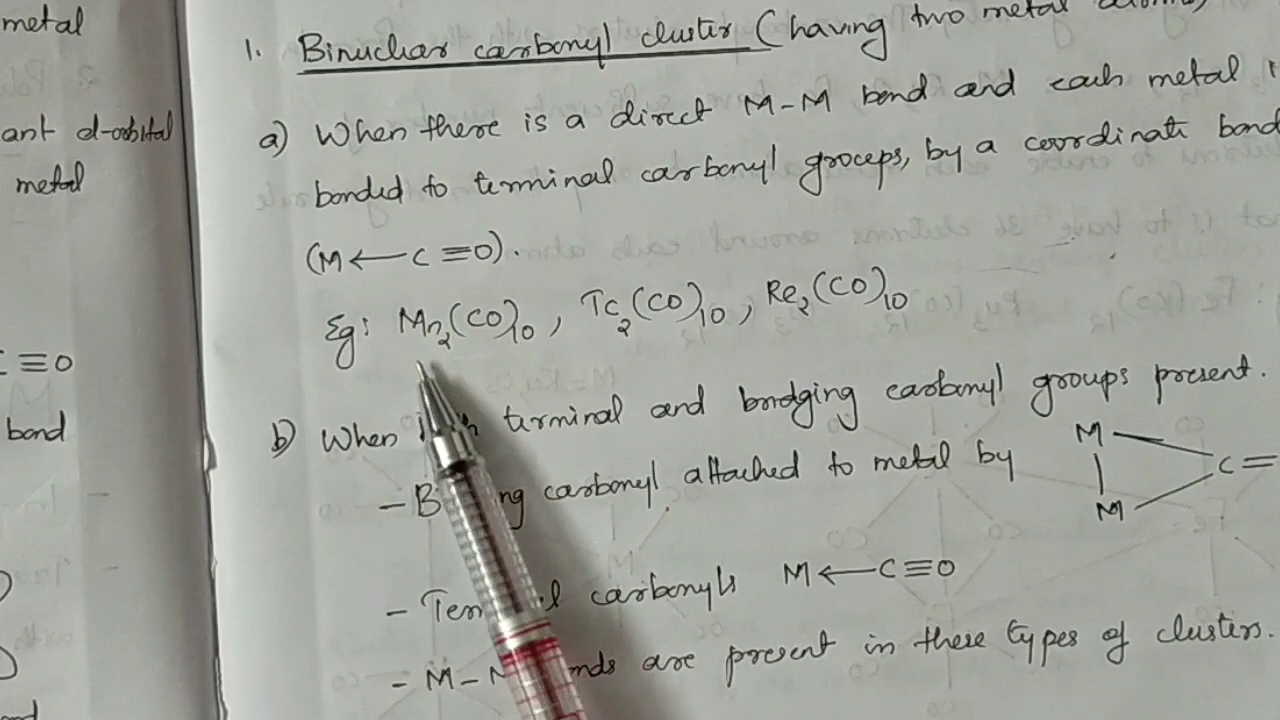 metal
ant d-orbital
metal
C≡O
bond
1. Binuclear carbonyl cluster (having two metal atoms)
a) When there is a direct M-M bond and each metal
bonded to terminal carbonyl groups, by a coordinate bond
(M←C≡O).
Eg: Mn₂(CO)₁₀, Tc₂(CO)₁₀, Re₂(CO)₁₀
b) When terminal and bridging carbonyl groups present.
- carbonyl attached to metal by
M
C=
M
- carbonyls M←C≡O
- M-M are present in these types of clusters.